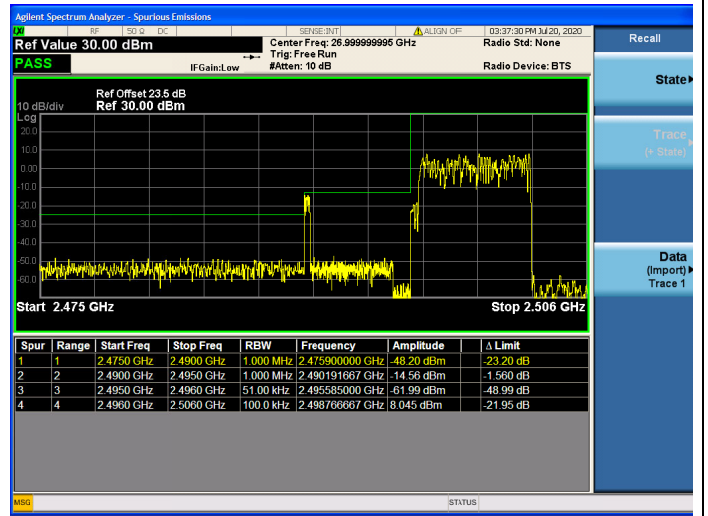 Agilent Spectrum Analyzer - Spurious Emissions
LXI RF 50 Ω DC SENSE:INT ALIGN OFF 03:37:30 PM Jul 20, 2020
Ref Value 30.00 dBm Center Freq: 26.999999995 GHz Radio Std: None
Trig: Free Run
PASS IFGain:Low #Atten: 10 dB Radio Device: BTS
Recall
State
Trace
(+ State)
Data
(Import)
Trace 1
Ref Offset 23.5 dB
10 dB/div Ref 30.00 dBm
Log
20.0
10.0
0.00
-10.0
-20.0
-30.0
-40.0
-50.0
-60.0
Start 2.475 GHz Stop 2.506 GHz
Spur Range Start Freq Stop Freq RBW Frequency Amplitude Δ Limit
1 1 2.4750 GHz 2.4900 GHz 1.000 MHz 2.475900000 GHz -48.20 dBm -23.20 dB
2 2 2.4900 GHz 2.4950 GHz 1.000 MHz 2.490191667 GHz -14.56 dBm -1.560 dB
3 3 2.4950 GHz 2.4960 GHz 51.00 kHz 2.495585000 GHz -61.99 dBm -48.99 dB
4 4 2.4960 GHz 2.5060 GHz 100.0 kHz 2.498766667 GHz 8.045 dBm -21.95 dB
MSG STATUS